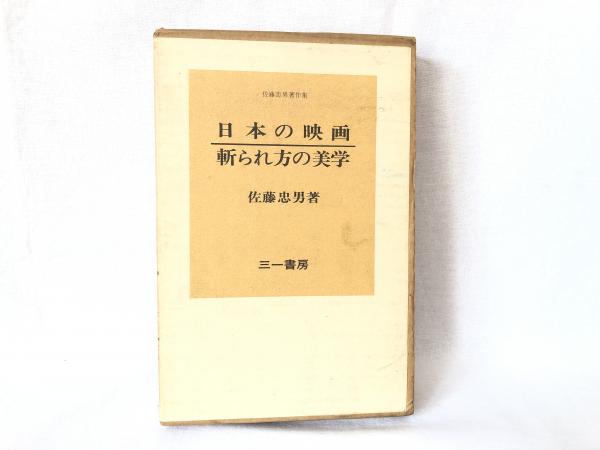 佐藤忠男著作集
日本の映画
斬られ方の美学
佐藤忠男著
三一書房